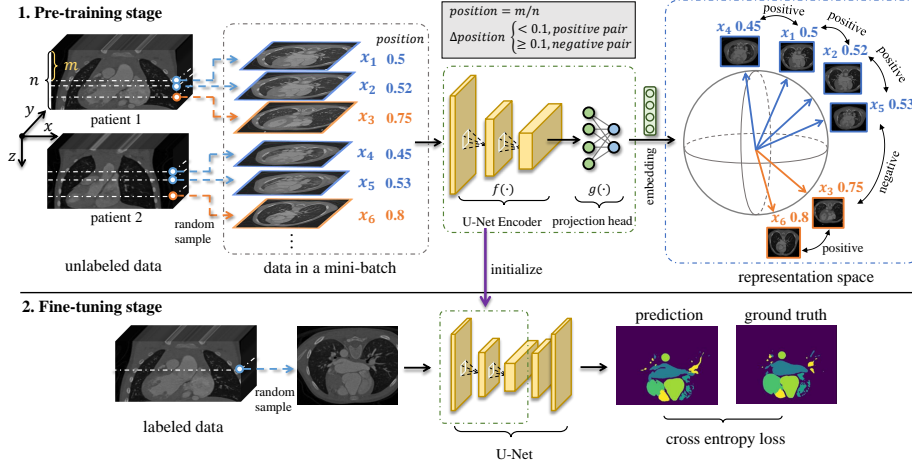 1. Pre-training stage
n
m
y
x
z
patient 1
patient 2
unlabeled data
random
sample
position
x1 0.5
x2 0.52
x3 0.75
x4 0.45
x5 0.53
x6 0.8
⋮
data in a mini-batch
position = m/n
Δposition { < 0.1, positive pair
≥ 0.1, negative pair
f(·)
U-Net Encoder
g(·)
projection head
embedding
initialize
positive
x4 0.45
x1 0.5
positive
x2 0.52
positive
x5 0.53
negative
x3 0.75
x6 0.8
positive
representation space
2. Fine-tuning stage
labeled data
random
sample
U-Net
prediction
ground truth
cross entropy loss